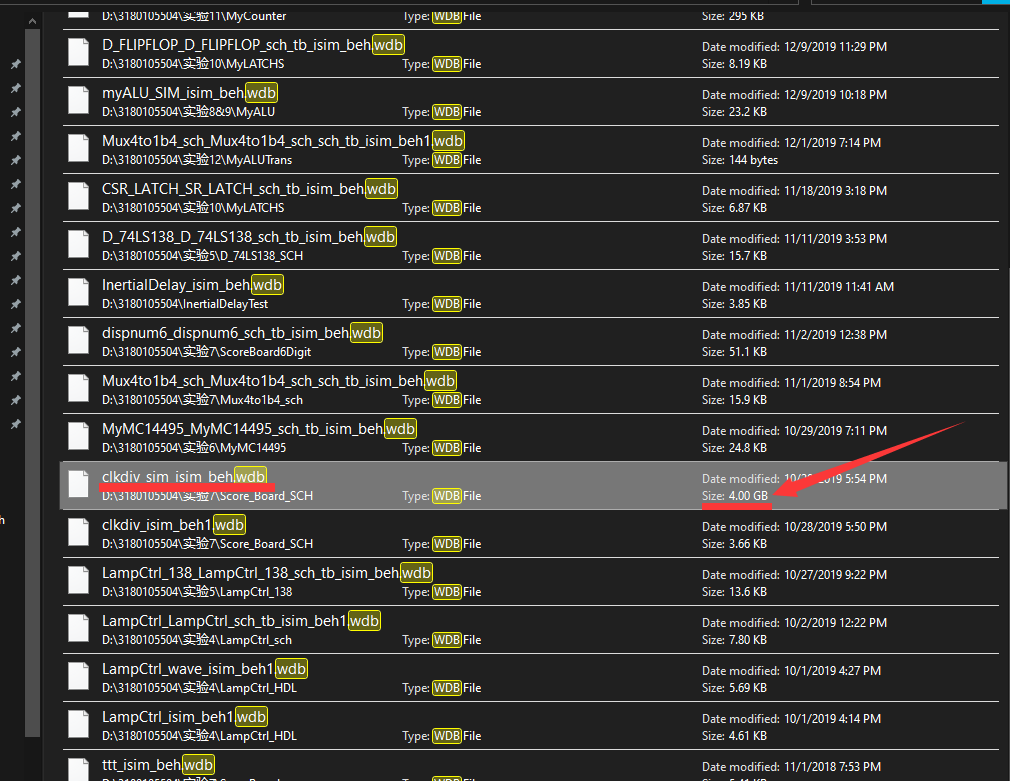 D:\3180105504\实验11\MyCounter Type: WDB File Size: 295 KB
D_FLIPFLOP_D_FLIPFLOP_sch_tb_isim_beh.wdb Date modified: 12/9/2019 11:29 PM
D:\3180105504\实验10\MyLATCHS Type: WDB File Size: 8.19 KB
myALU_SIM_isim_beh.wdb Date modified: 12/9/2019 10:18 PM
D:\3180105504\实验8&9\MyALU Type: WDB File Size: 23.2 KB
Mux4to1b4_sch_Mux4to1b4_sch_sch_tb_isim_beh1.wdb Date modified: 12/1/2019 7:14 PM
D:\3180105504\实验12\MyALUTrans Type: WDB File Size: 144 bytes
CSR_LATCH_SR_LATCH_sch_tb_isim_beh.wdb Date modified: 11/18/2019 3:18 PM
D:\3180105504\实验10\MyLATCHS Type: WDB File Size: 6.87 KB
D_74LS138_D_74LS138_sch_tb_isim_beh.wdb Date modified: 11/11/2019 3:53 PM
D:\3180105504\实验5\D_74LS138_SCH Type: WDB File Size: 15.7 KB
InertialDelay_isim_beh.wdb Date modified: 11/11/2019 11:41 AM
D:\3180105504\InertialDelayTest Type: WDB File Size: 3.85 KB
dispnum6_dispnum6_sch_tb_isim_beh.wdb Date modified: 11/2/2019 12:38 PM
D:\3180105504\实验7\ScoreBoard6Digit Type: WDB File Size: 51.1 KB
Mux4to1b4_sch_Mux4to1b4_sch_sch_tb_isim_beh.wdb Date modified: 11/1/2019 8:54 PM
D:\3180105504\实验7\Mux4to1b4_sch Type: WDB File Size: 15.9 KB
MyMC14495_MyMC14495_sch_tb_isim_beh.wdb Date modified: 10/29/2019 7:11 PM
D:\3180105504\实验6\MyMC14495 Type: WDB File Size: 24.8 KB
clkdiv_sim_isim_beh.wdb Date modified: 5:54 PM
D:\3180105504\实验7\Score_Board_SCH Type: WDB File Size: 4.00 GB
h
clkdiv_isim_beh1.wdb Date modified: 10/28/2019 5:50 PM
D:\3180105504\实验7\Score_Board_SCH Type: WDB File Size: 3.66 KB
LampCtrl_138_LampCtrl_138_sch_tb_isim_beh.wdb Date modified: 10/27/2019 9:22 PM
D:\3180105504\实验5\LampCtrl_138 Type: WDB File Size: 13.6 KB
LampCtrl_LampCtrl_sch_tb_isim_beh1.wdb Date modified: 10/2/2019 12:22 PM
D:\3180105504\实验4\LampCtrl_sch Type: WDB File Size: 7.80 KB
LampCtrl_wave_isim_beh1.wdb Date modified: 10/1/2019 4:27 PM
D:\3180105504\实验4\LampCtrl_HDL Type: WDB File Size: 5.69 KB
LampCtrl_isim_beh1.wdb Date modified: 10/1/2019 4:14 PM
D:\3180105504\实验4\LampCtrl_HDL Type: WDB File Size: 4.61 KB
ttt_isim_beh.wdb Date modified: 11/1/2018 7:53 PM